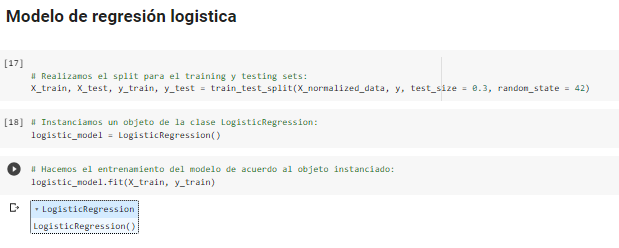 Modelo de regresión logistica
[17]
# Realizamos el split para el training y testing sets:
X_train, X_test, y_train, y_test = train_test_split(X_normalized_data, y, test_size = 0.3, random_state = 42)
[18] # Instanciamos un objeto de la clase LogisticRegression:
logistic_model = LogisticRegression()
# Hacemos el entrenamiento del modelo de acuerdo al objeto instanciado:
logistic_model.fit(X_train, y_train)
LogisticRegression
LogisticRegression()